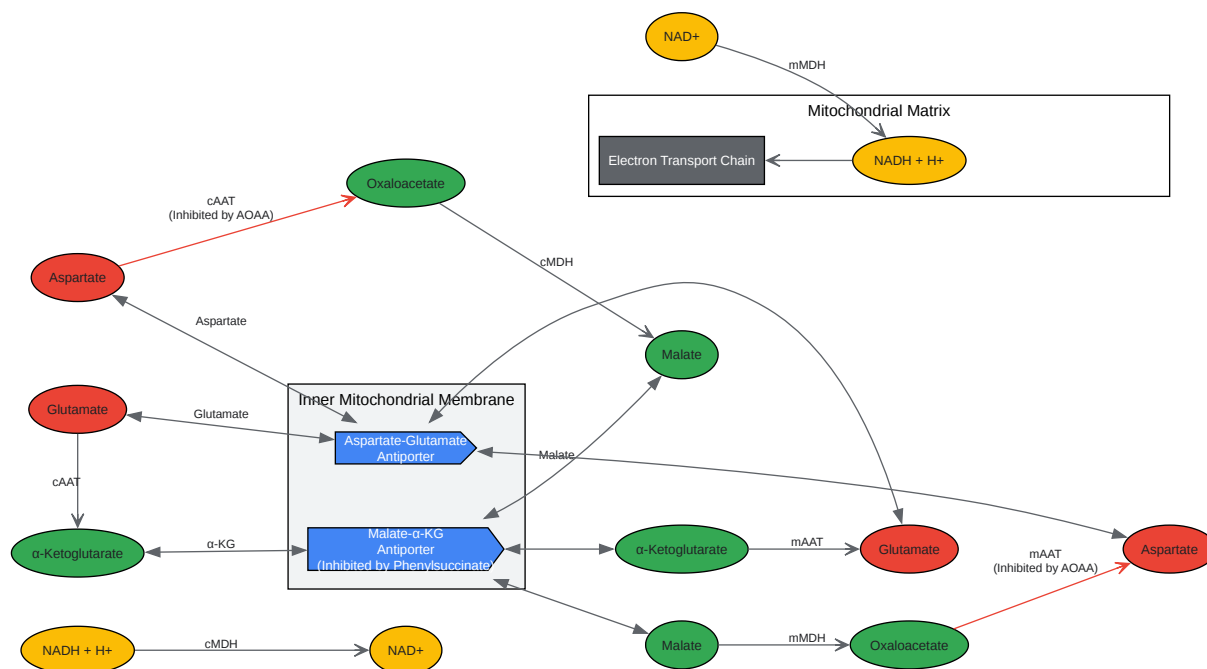 NAD+
mMDH
Mitochondrial Matrix
Electron Transport Chain
NADH + H+
Oxaloacetate
cAAT
(Inhibited by AOAA)
cMDH
Aspartate
Aspartate
Malate
Inner Mitochondrial Membrane
Glutamate
Glutamate
Aspartate-Glutamate
Antiporter
Malate
cAAT
Malate-α-KG
Antiporter
(Inhibited by Phenylsuccinate)
α-Ketoglutarate
α-KG
α-Ketoglutarate
mAAT
Glutamate
mAAT
(Inhibited by AOAA)
Aspartate
NADH + H+
cMDH
NAD+
Malate
mMDH
Oxaloacetate